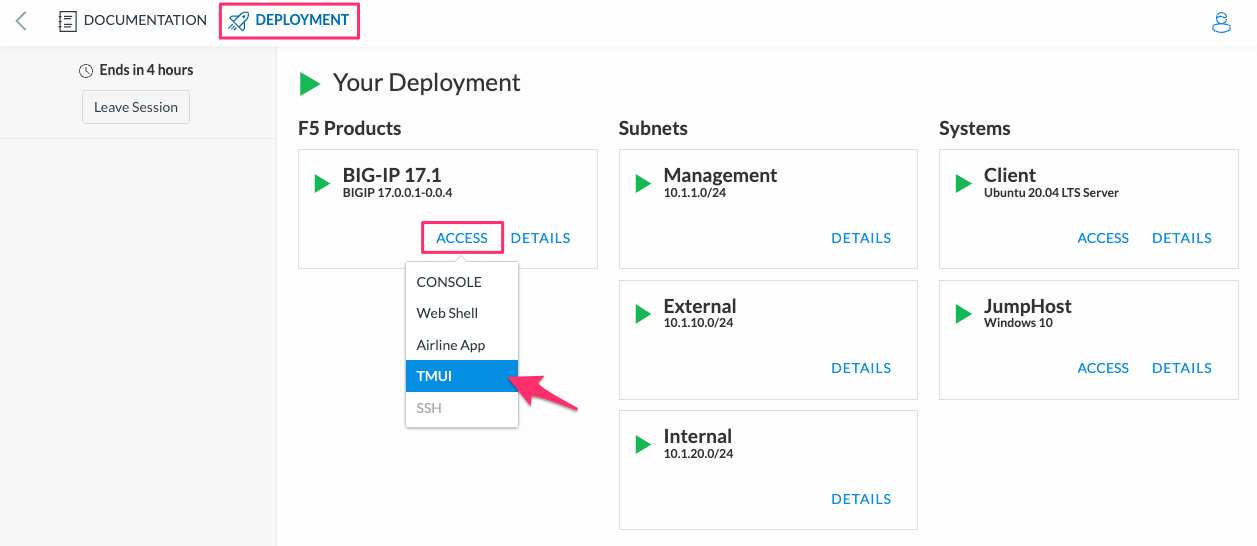 DOCUMENTATION
DEPLOYMENT
Ends in 4 hours
Leave Session
Your Deployment
F5 Products
BIG-IP 17.1
BIGIP 17.0.0.1-0.0.4
ACCESS DETAILS
CONSOLE
Web Shell
Airline App
TMUI
SSH
Subnets
Management
10.1.1.0/24
DETAILS
External
10.1.10.0/24
DETAILS
Internal
10.1.20.0/24
DETAILS
Systems
Client
Ubuntu 20.04 LTS Server
ACCESS DETAILS
JumpHost
Windows 10
ACCESS DETAILS